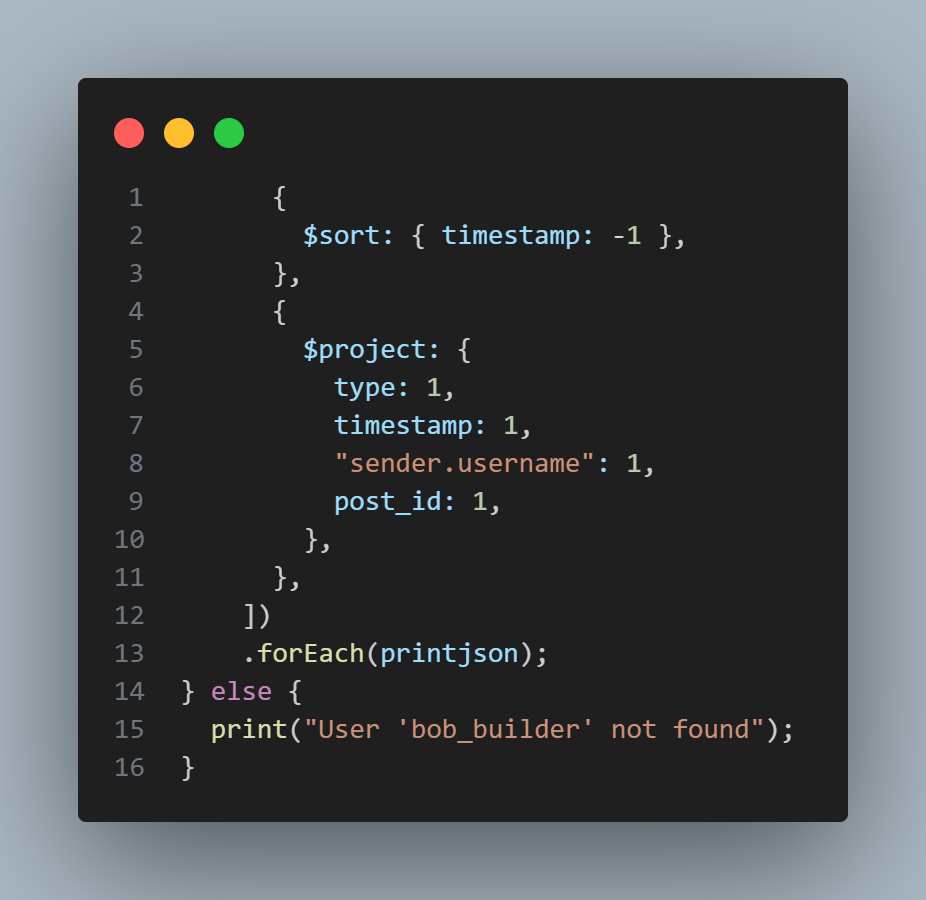 1 {
2 $sort: { timestamp: -1 },
3 },
4 {
5 $project: {
6 type: 1,
7 timestamp: 1,
8 "sender.username": 1,
9 post_id: 1,
10 },
11 },
12 ])
13 .forEach(printjson);
14 } else {
15 print("User 'bob_builder' not found");
16 }